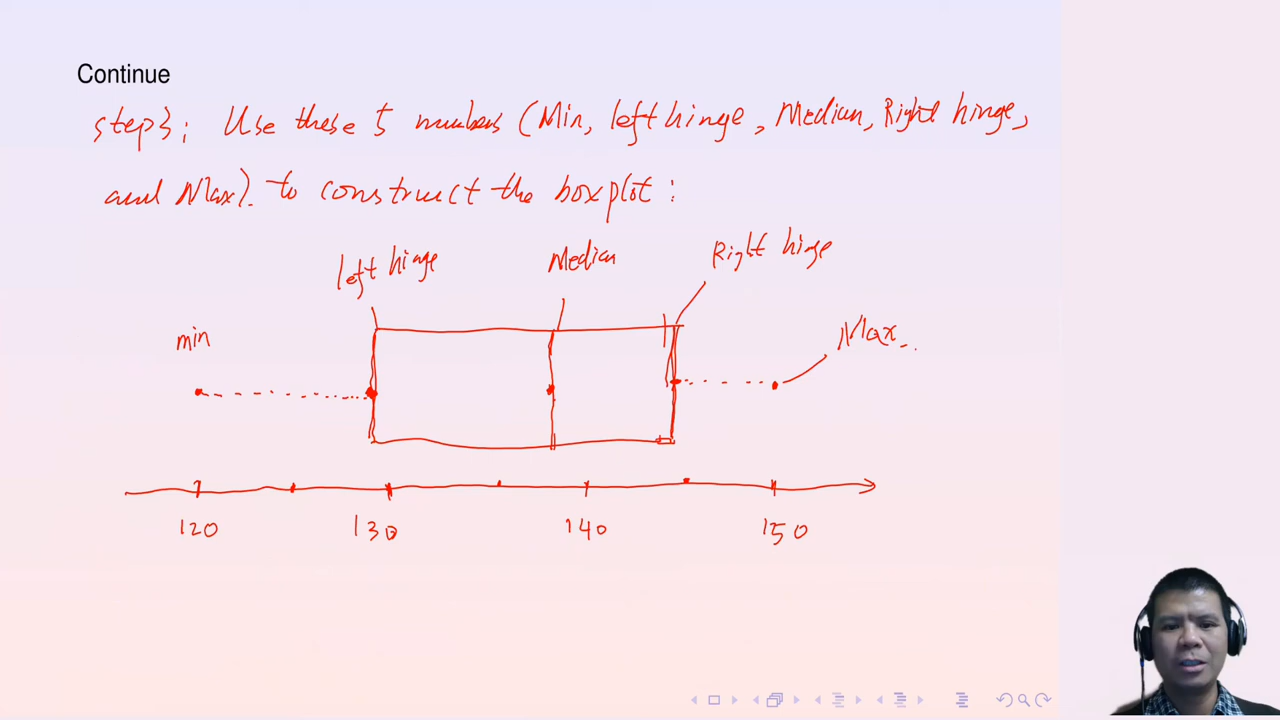 Continue
step3: Use these 5 numbers (Min, left hinge, Median, Right hinge,
and Max). to construct the boxplot:
left hinge Median Right hinge
min Max
120 130 140 150